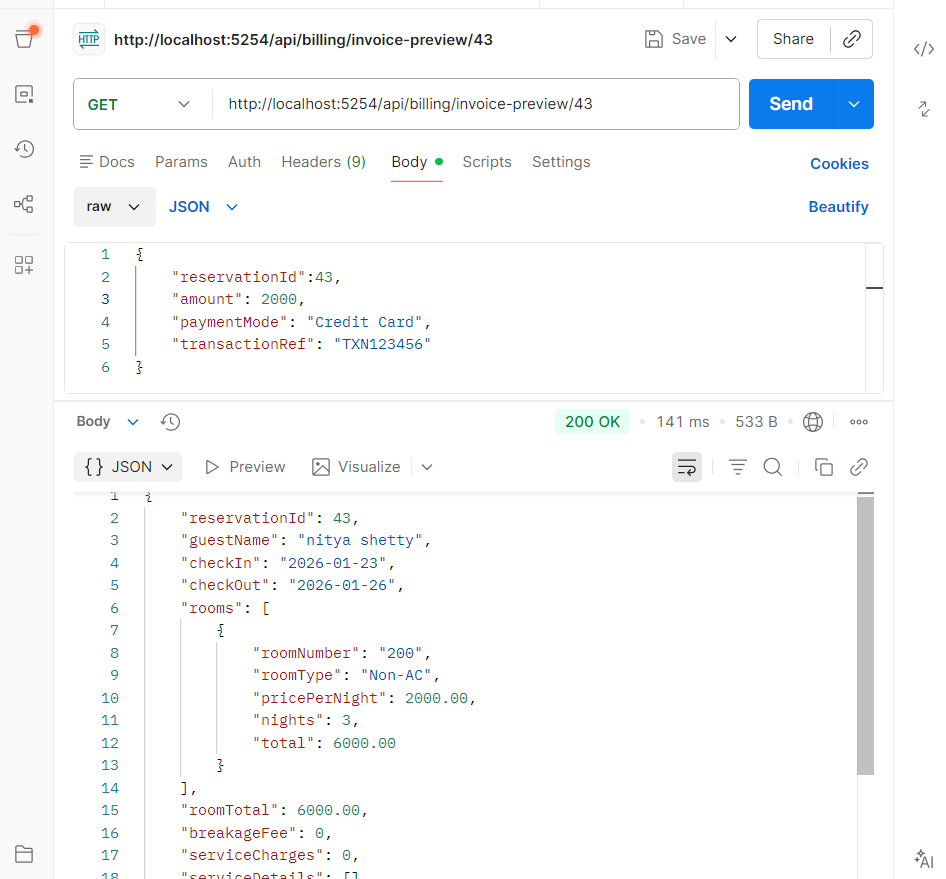 HTTP http://localhost:5254/api/billing/invoice-preview/43 Save Share
GET http://localhost:5254/api/billing/invoice-preview/43 Send
Docs Params Auth Headers (9) Body Scripts Settings Cookies
raw JSON Beautify
1 {
2 "reservationId":43,
3 "amount": 2000,
4 "paymentMode": "Credit Card",
5 "transactionRef": "TXN123456"
6 }
Body 200 OK 141 ms 533 B
{} JSON Preview Visualize
1 {
2 "reservationId": 43,
3 "guestName": "nitya shetty",
4 "checkIn": "2026-01-23",
5 "checkOut": "2026-01-26",
6 "rooms": [
7 {
8 "roomNumber": "200",
9 "roomType": "Non-AC",
10 "pricePerNight": 2000.00,
11 "nights": 3,
12 "total": 6000.00
13 }
14 ],
15 "roomTotal": 6000.00,
16 "breakageFee": 0,
17 "serviceCharges": 0,
18 "serviceDetails": []
AI